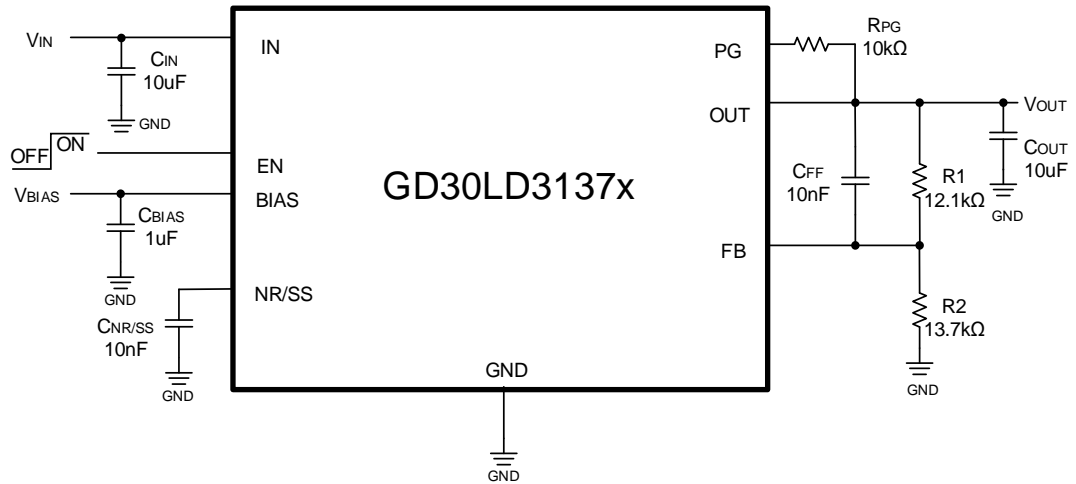 VIN
CIN
10uF
GND
OFF ON
VBIAS
CBIAS
1uF
GND
CNR/SS
10nF
GND
IN
EN
BIAS
NR/SS
GD30LD3137x
GND
GND
PG
OUT
FB
RPG
10kΩ
VOUT
COUT
10uF
GND
CFF
10nF
R1
12.1kΩ
R2
13.7kΩ
GND